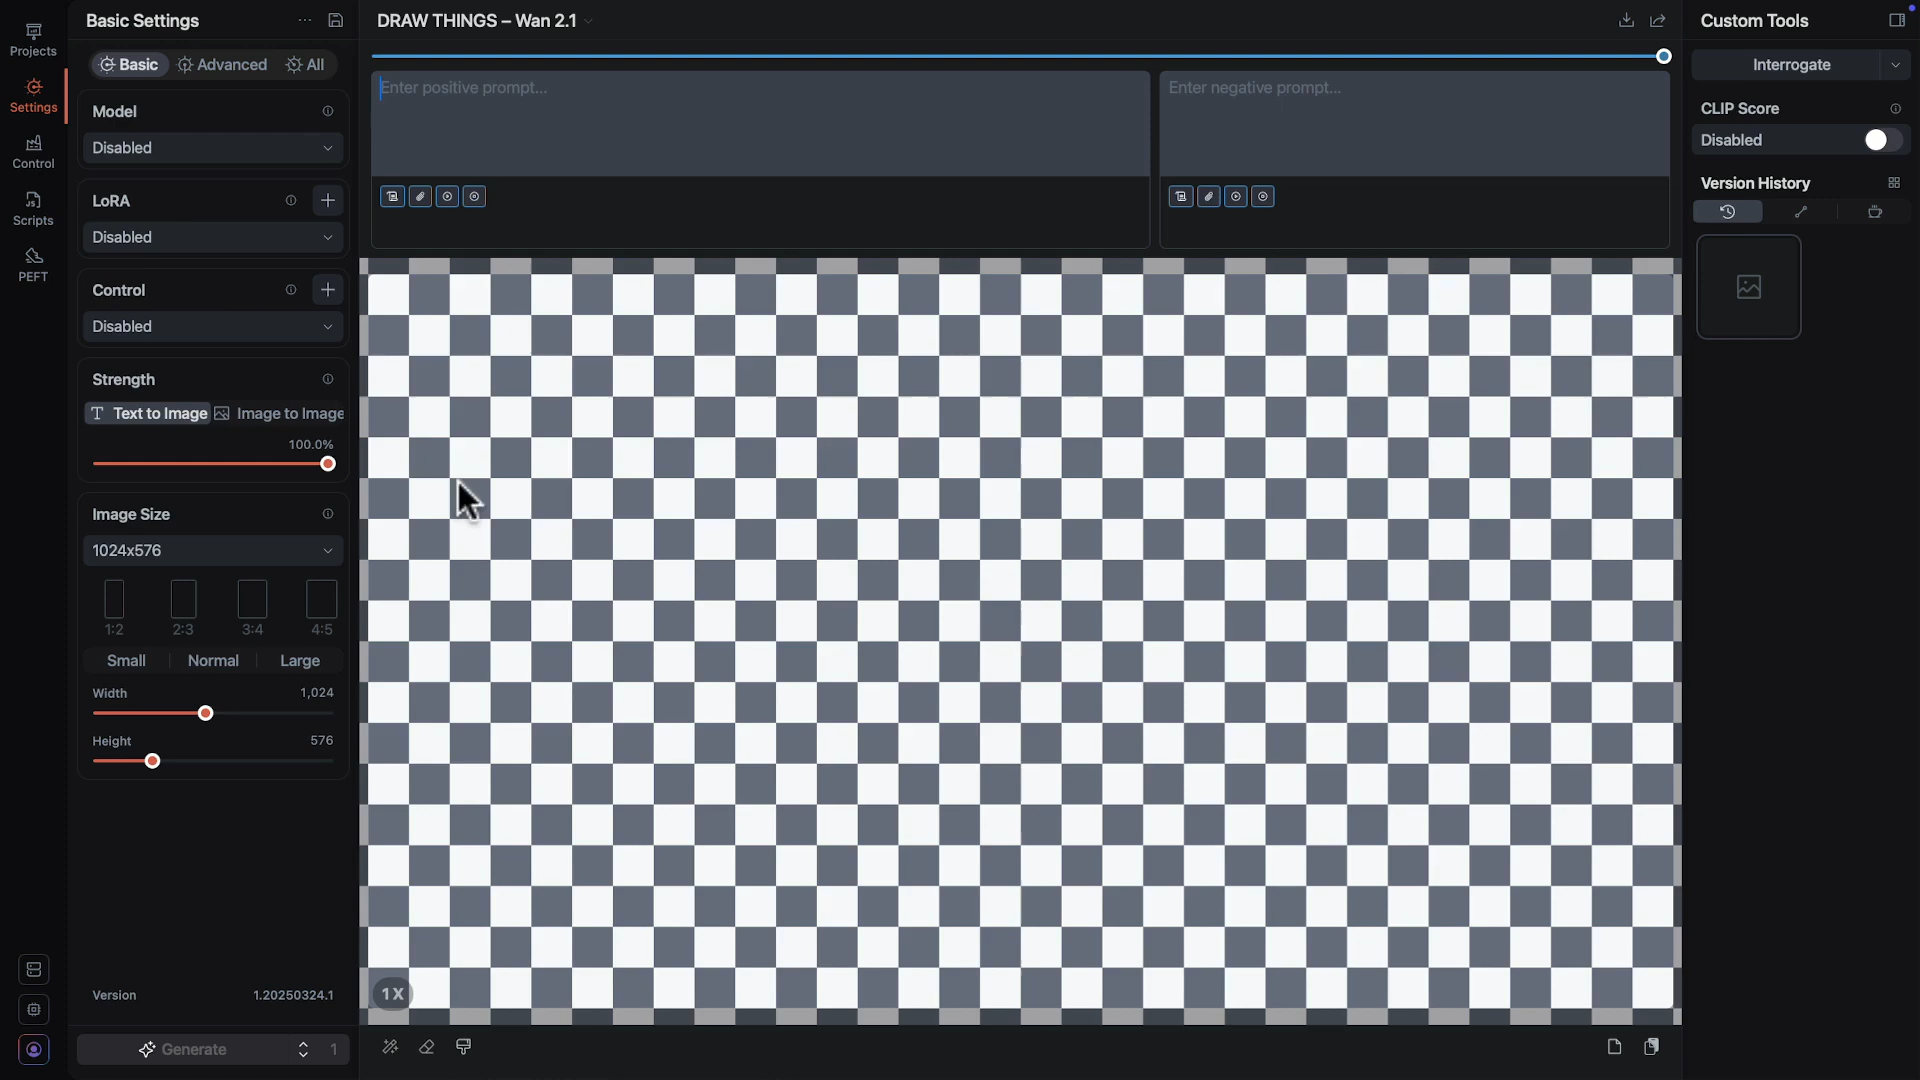 Projects
Settings
Control
Scripts
PEFT
Basic Settings
Basic
Advanced
All
Model
Disabled
LoRA
Disabled
Control
Disabled
Strength
Text to Image
Image to Image
100.0%
Image Size
1024x576
1:2
2:3
3:4
4:5
Small
Normal
Large
Width
1,024
Height
576
Version
1.20250324.1
Generate
1
DRAW THINGS – Wan 2.1
Enter positive prompt...
Enter negative prompt...
1X
Custom Tools
Interrogate
CLIP Score
Disabled
Version History